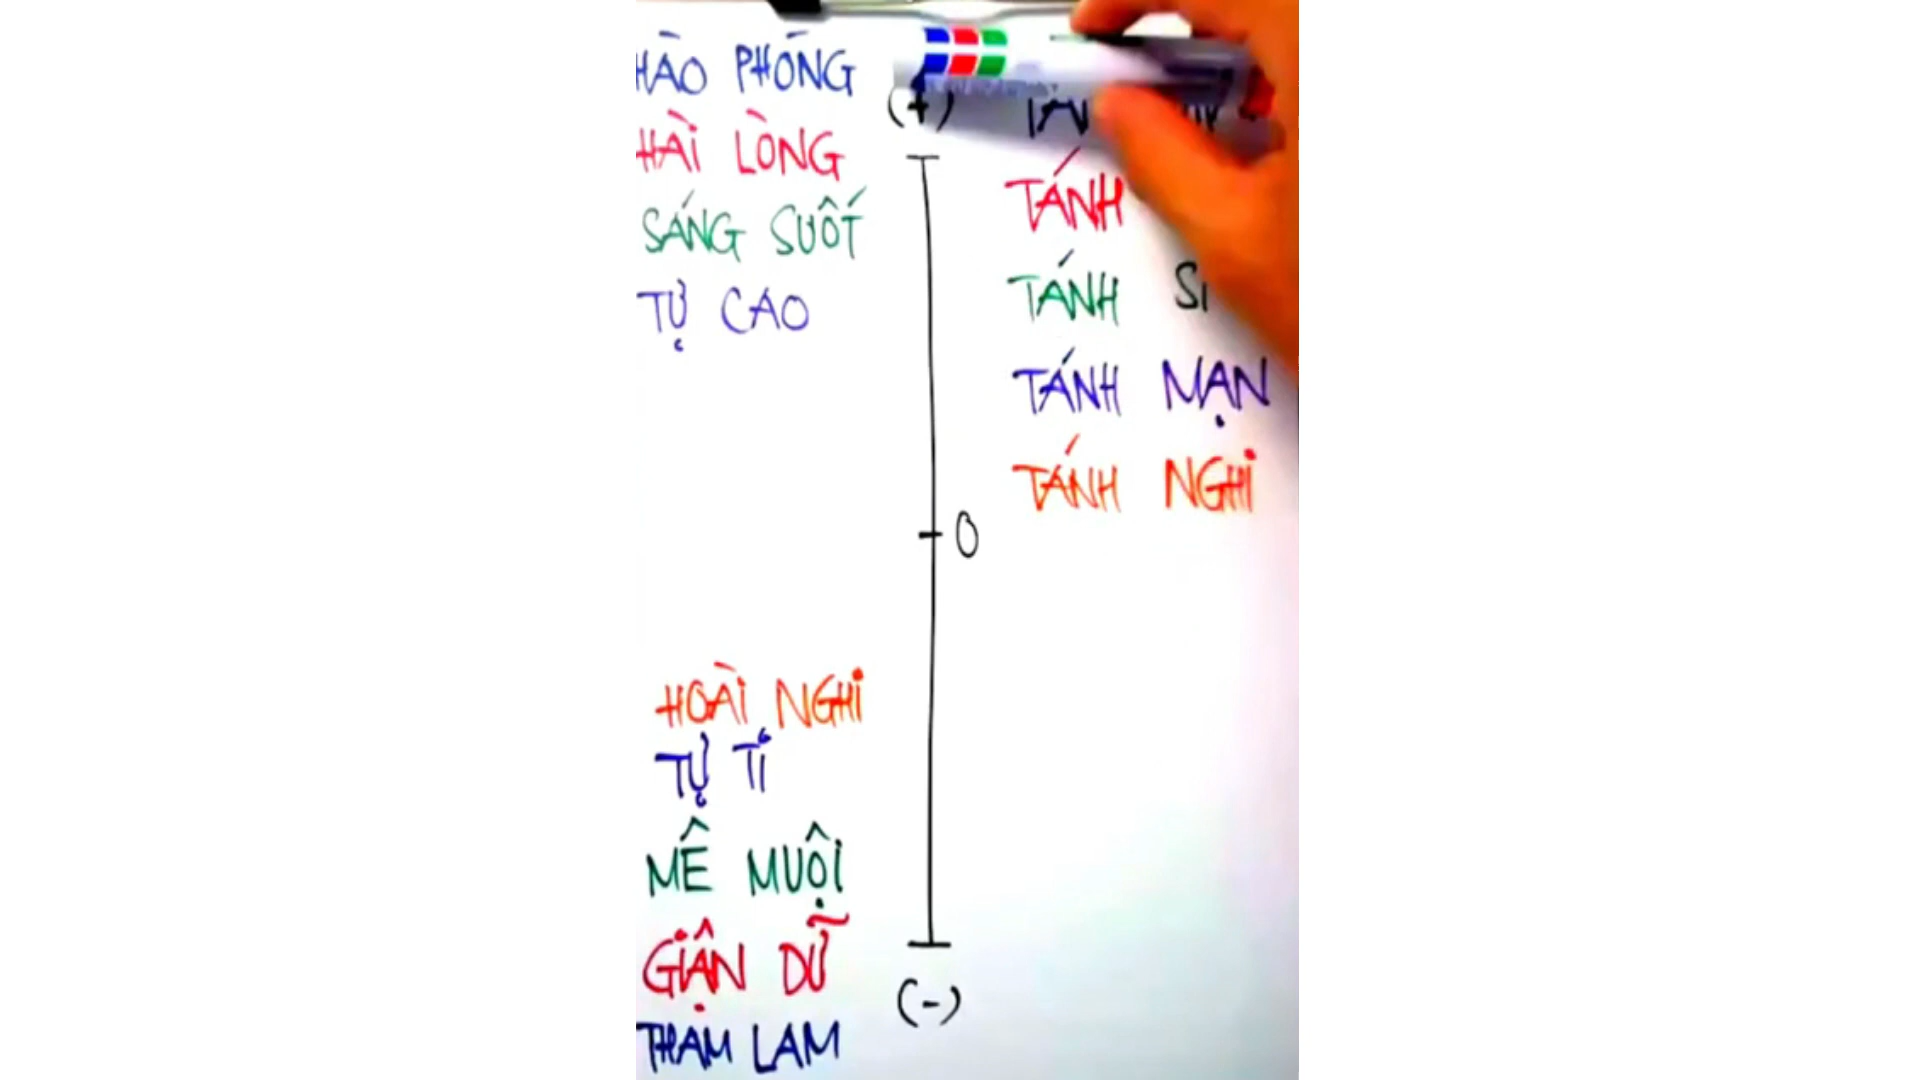 HÀO PHÓNG
HÀI LÒNG
SÁNG SUỐT
TỰ CAO
(+)
TÁNH
TÁNH SI
TÁNH MẠN
TÁNH NGHI
0
HOÀI NGHI
TỰ TI
MÊ MUỘI
GIẬN DỮ
(-)
THAM LAM